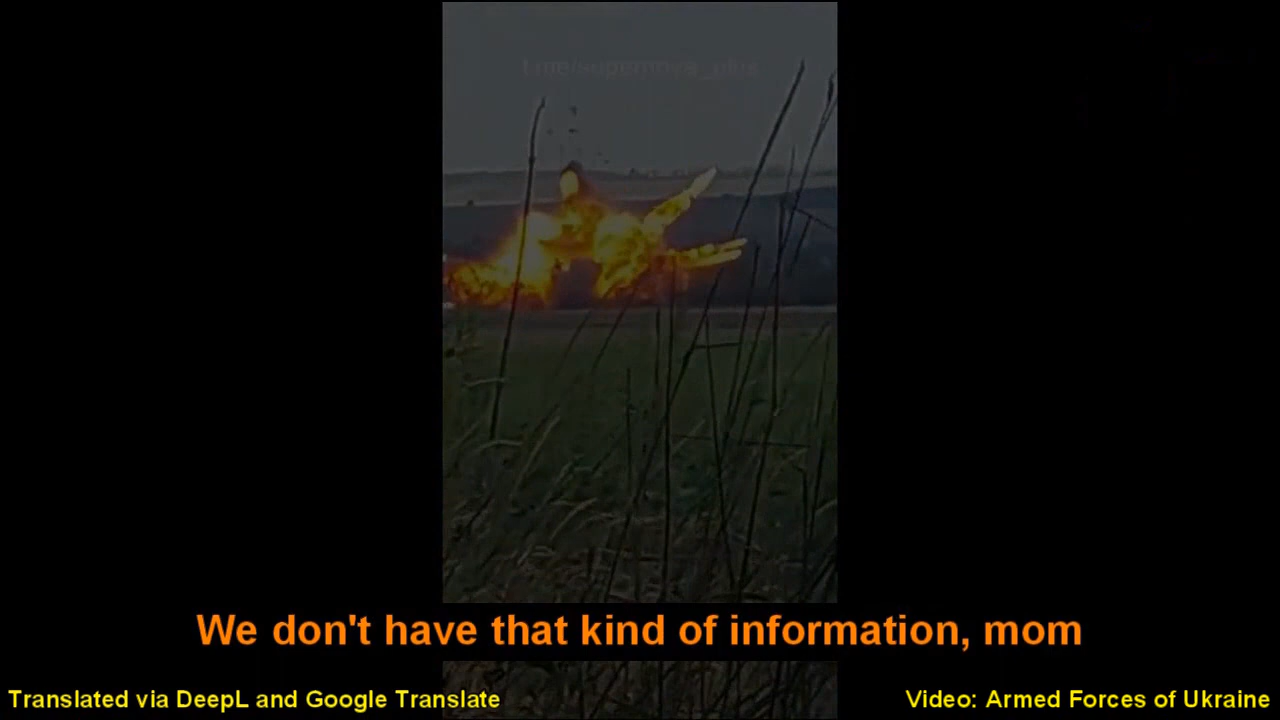 We don't have that kind of information, mom
Translated via DeepL and Google Translate
Video: Armed Forces of Ukraine